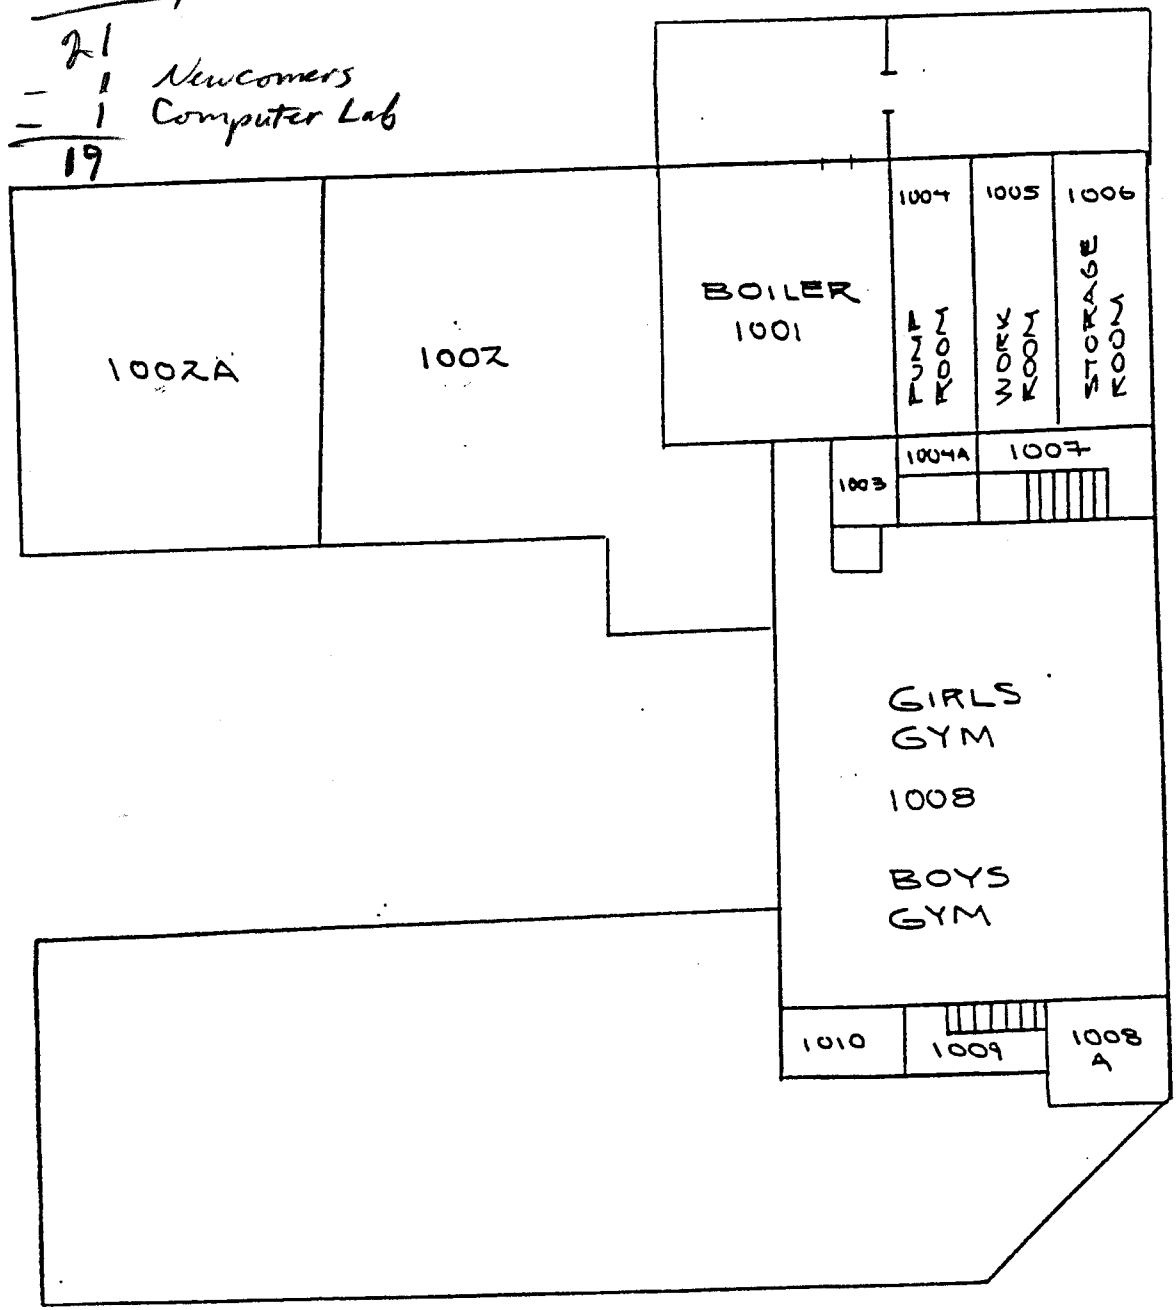 21
- 1 Newcomers
- 1 Computer Lab
19
1004
1005
1006
BOILER
1001
PUMP
ROOM
WORK
ROOM
STORAGE
ROOM
1002A
1002
1003
1004A
1007
GIRLS
GYM
1008
BOYS
GYM
1010
1009
1008
A